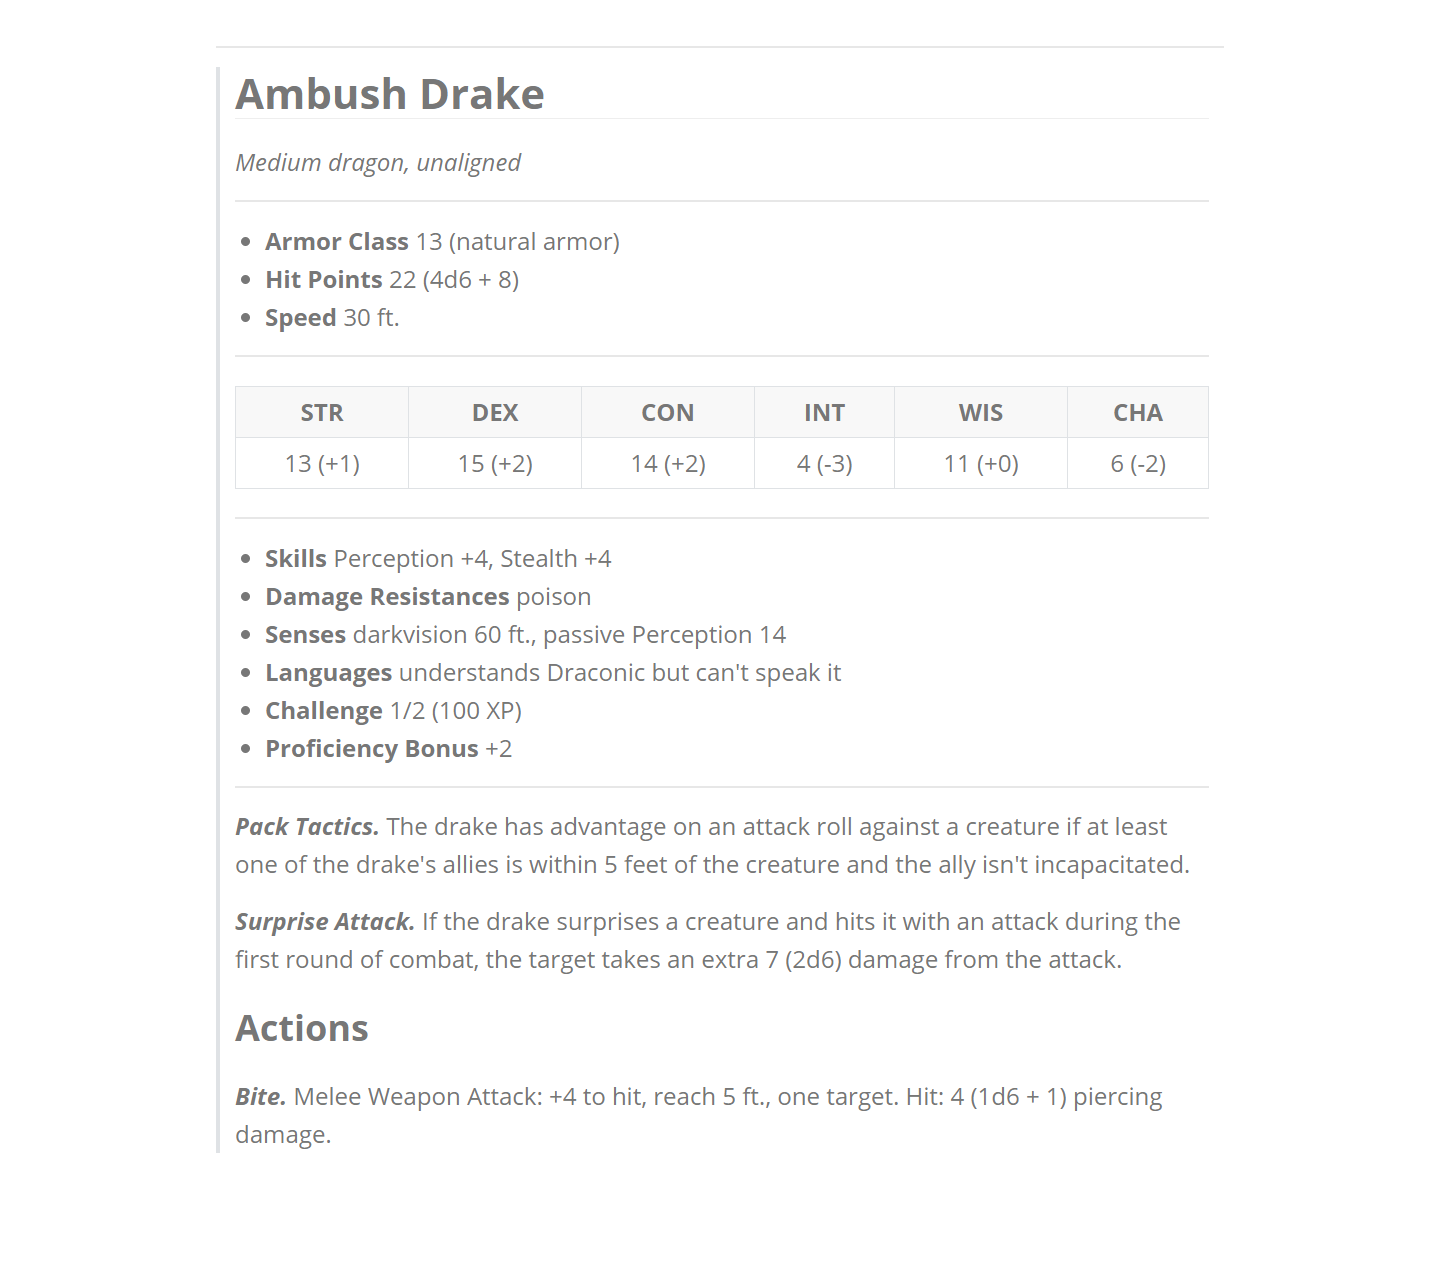 Ambush Drake
Medium dragon, unaligned
Armor Class 13 (natural armor)
Hit Points 22 (4d6 + 8)
Speed 30 ft.
STR DEX CON INT WIS CHA
13 (+1) 15 (+2) 14 (+2) 4 (-3) 11 (+0) 6 (-2)
Skills Perception +4, Stealth +4
Damage Resistances poison
Senses darkvision 60 ft., passive Perception 14
Languages understands Draconic but can't speak it
Challenge 1/2 (100 XP)
Proficiency Bonus +2
Pack Tactics. The drake has advantage on an attack roll against a creature if at least
one of the drake's allies is within 5 feet of the creature and the ally isn't incapacitated.
Surprise Attack. If the drake surprises a creature and hits it with an attack during the
first round of combat, the target takes an extra 7 (2d6) damage from the attack.
Actions
Bite. Melee Weapon Attack: +4 to hit, reach 5 ft., one target. Hit: 4 (1d6 + 1) piercing
damage.